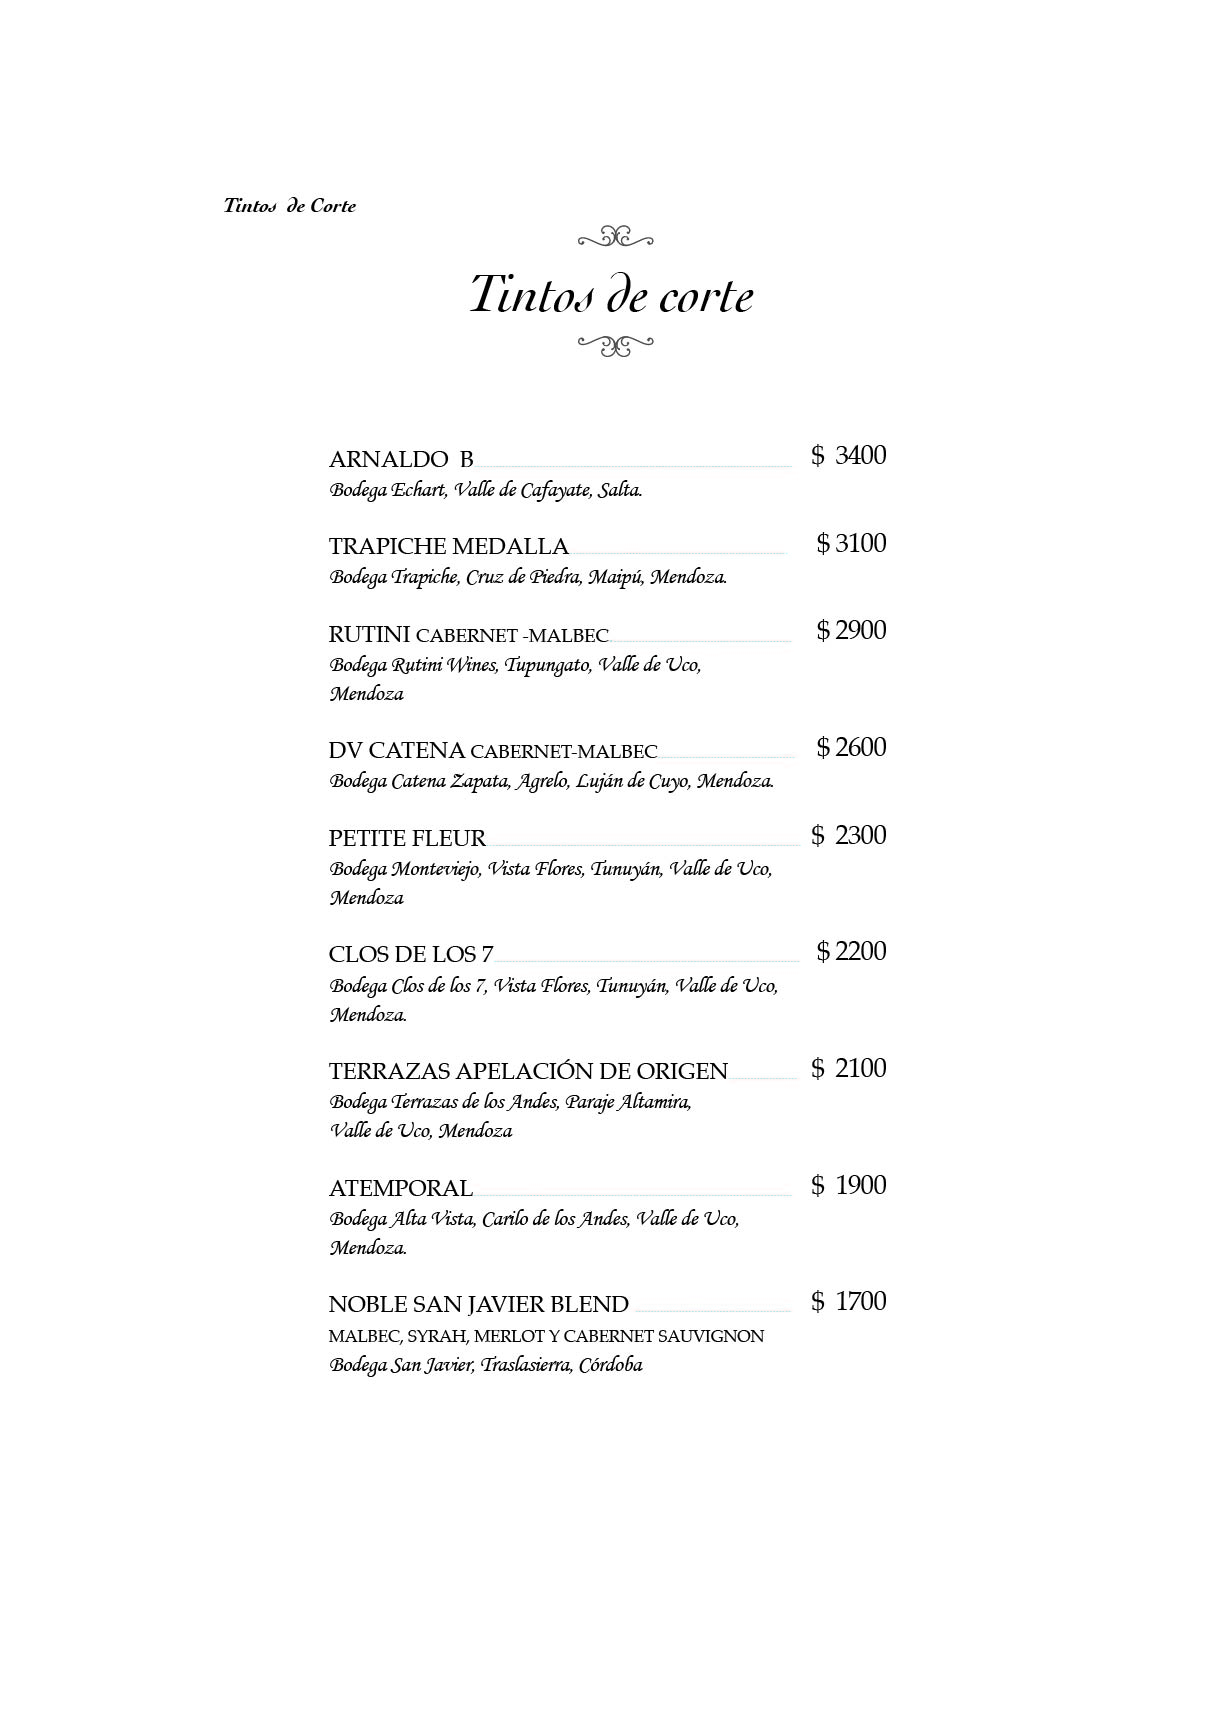 Tintos de Corte
Tintos de corte
ARNALDO B $ 3400
Bodega Echart, Valle de Cafayate, Salta.
TRAPICHE MEDALLA $ 3100
Bodega Trapiche, Cruz de Piedra, Maipú, Mendoza.
RUTINI CABERNET -MALBEC $ 2900
Bodega Rutini Wines, Tupungato, Valle de Uco,
Mendoza
DV CATENA CABERNET-MALBEC $ 2600
Bodega Catena Zapata, Agrelo, Luján de Cuyo, Mendoza.
PETITE FLEUR $ 2300
Bodega Monteviejo, Vista Flores, Tunuyán, Valle de Uco,
Mendoza
CLOS DE LOS 7 $ 2200
Bodega Clos de los 7, Vista Flores, Tunuyán, Valle de Uco,
Mendoza.
TERRAZAS APELACIÓN DE ORIGEN $ 2100
Bodega Terrazas de los Andes, Paraje Altamira,
Valle de Uco, Mendoza
ATEMPORAL $ 1900
Bodega Alta Vista, Carilo de los Andes, Valle de Uco,
Mendoza.
NOBLE SAN JAVIER BLEND $ 1700
MALBEC, SYRAH, MERLOT Y CABERNET SAUVIGNON
Bodega San Javier, Traslasierra, Córdoba